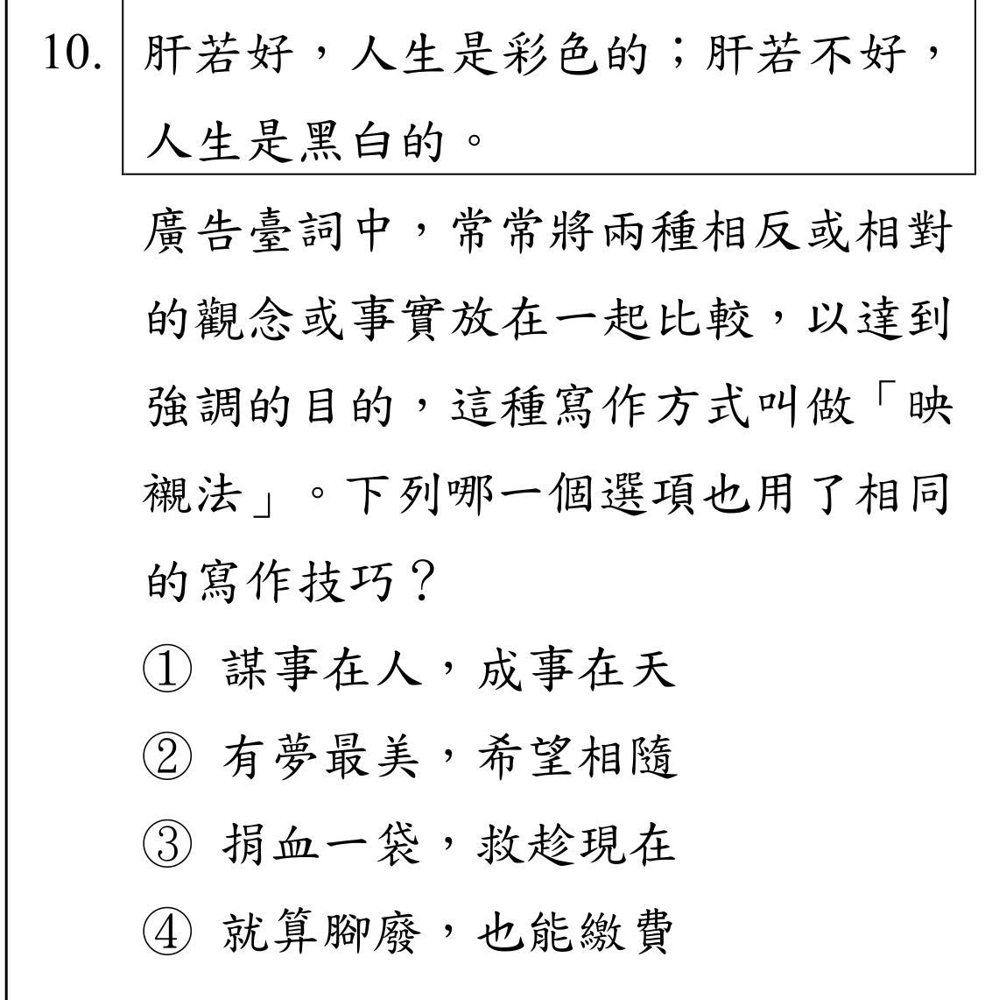 10. 肝若好，人生是彩色的；肝若不好，
人生是黑白的。
廣告臺詞中，常常將兩種相反或相對
的觀念或事實放在一起比較，以達到
強調的目的，這種寫作方式叫做「映
襯法」。下列哪一個選項也用了相同
的寫作技巧？
① 謀事在人，成事在天
② 有夢最美，希望相隨
③ 捐血一袋，救趁現在
④ 就算腳廢，也能繳費